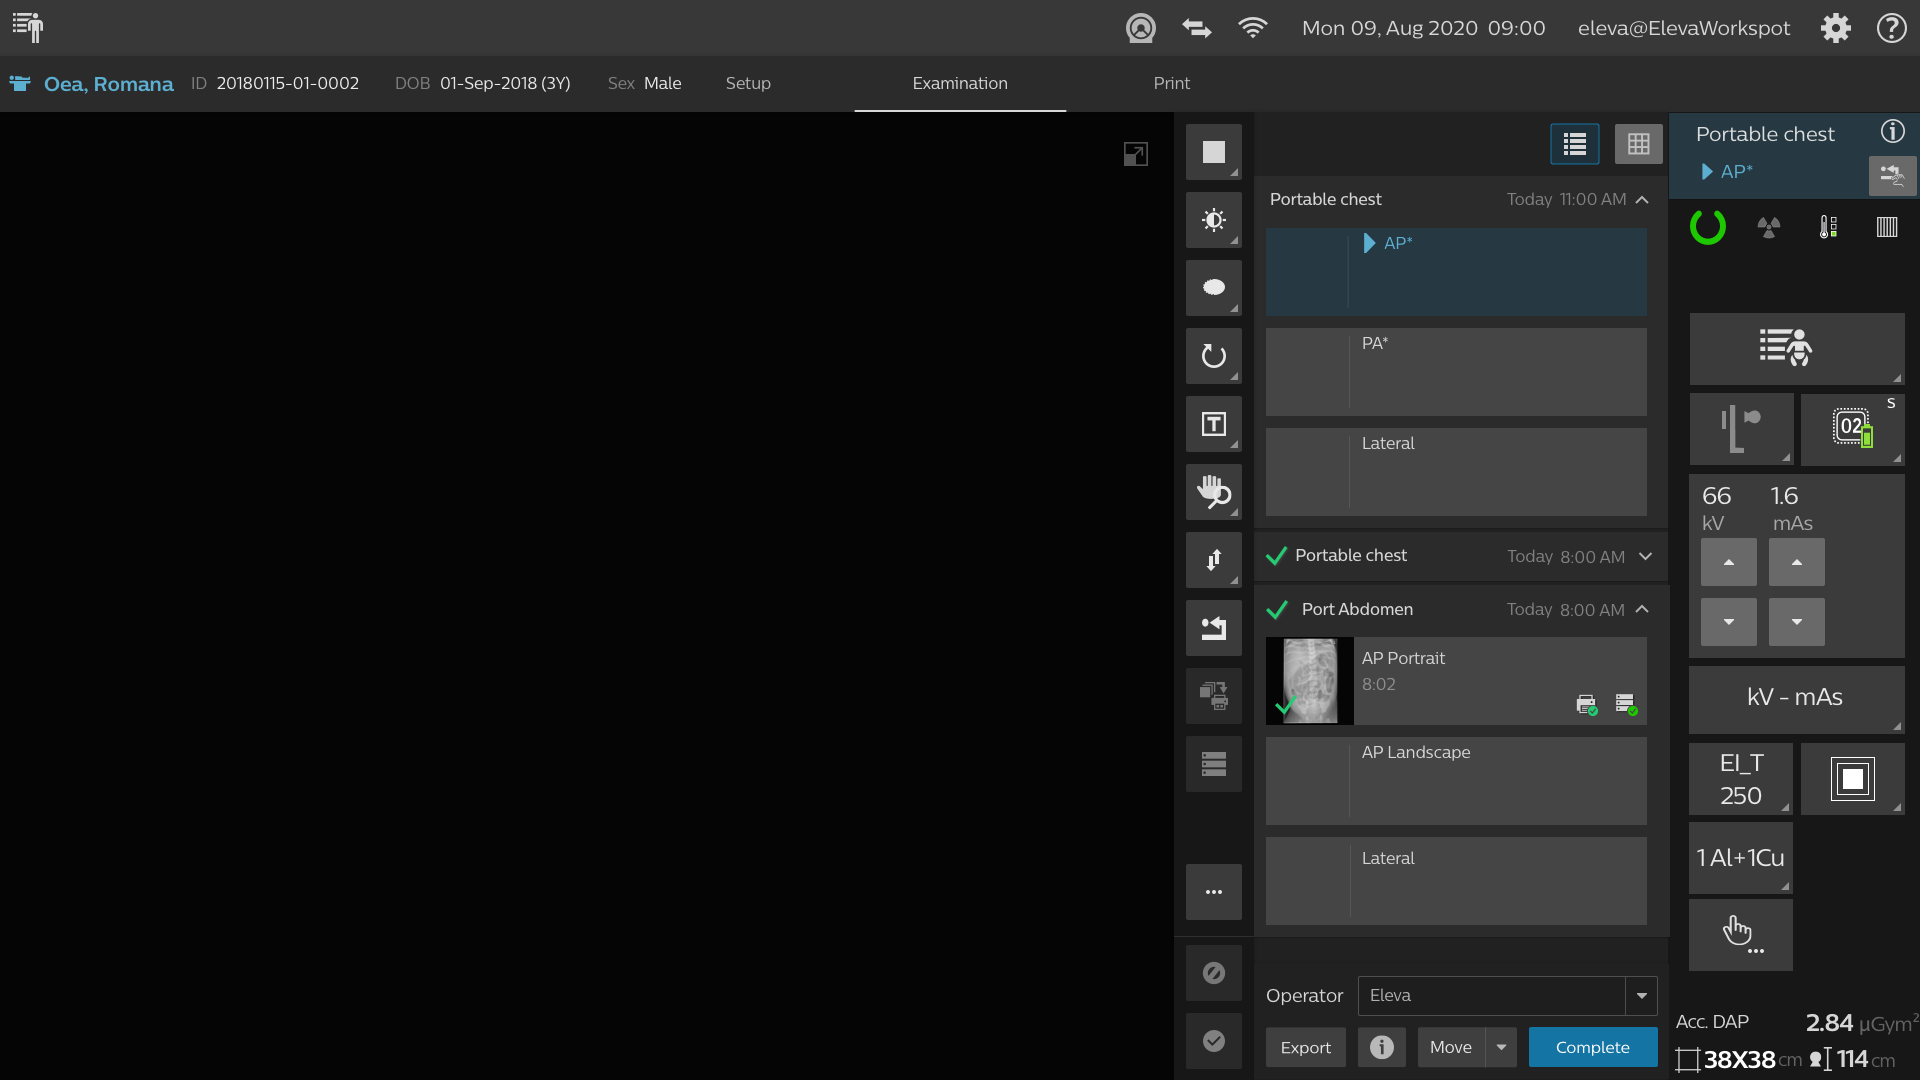 Mon 09, Aug 2020 09:00 eleva@ElevaWorkspot
Oea, Romana ID 20180115-01-0002 DOB 01-Sep-2018 (3Y) Sex Male Setup Examination Print
Portable chest
AP*
Portable chest Today 11:00 AM
AP*
PA*
Lateral
Portable chest Today 8:00 AM
Port Abdomen Today 8:00 AM
AP Portrait
8:02
AP Landscape
Lateral
Operator Eleva
Export Move Complete
S
02
66 1.6
kV mAs
kV - mAs
EI_T
250
1 Al+1Cu
Acc. DAP 2.84 µGym²
38X38 cm 114 cm
T